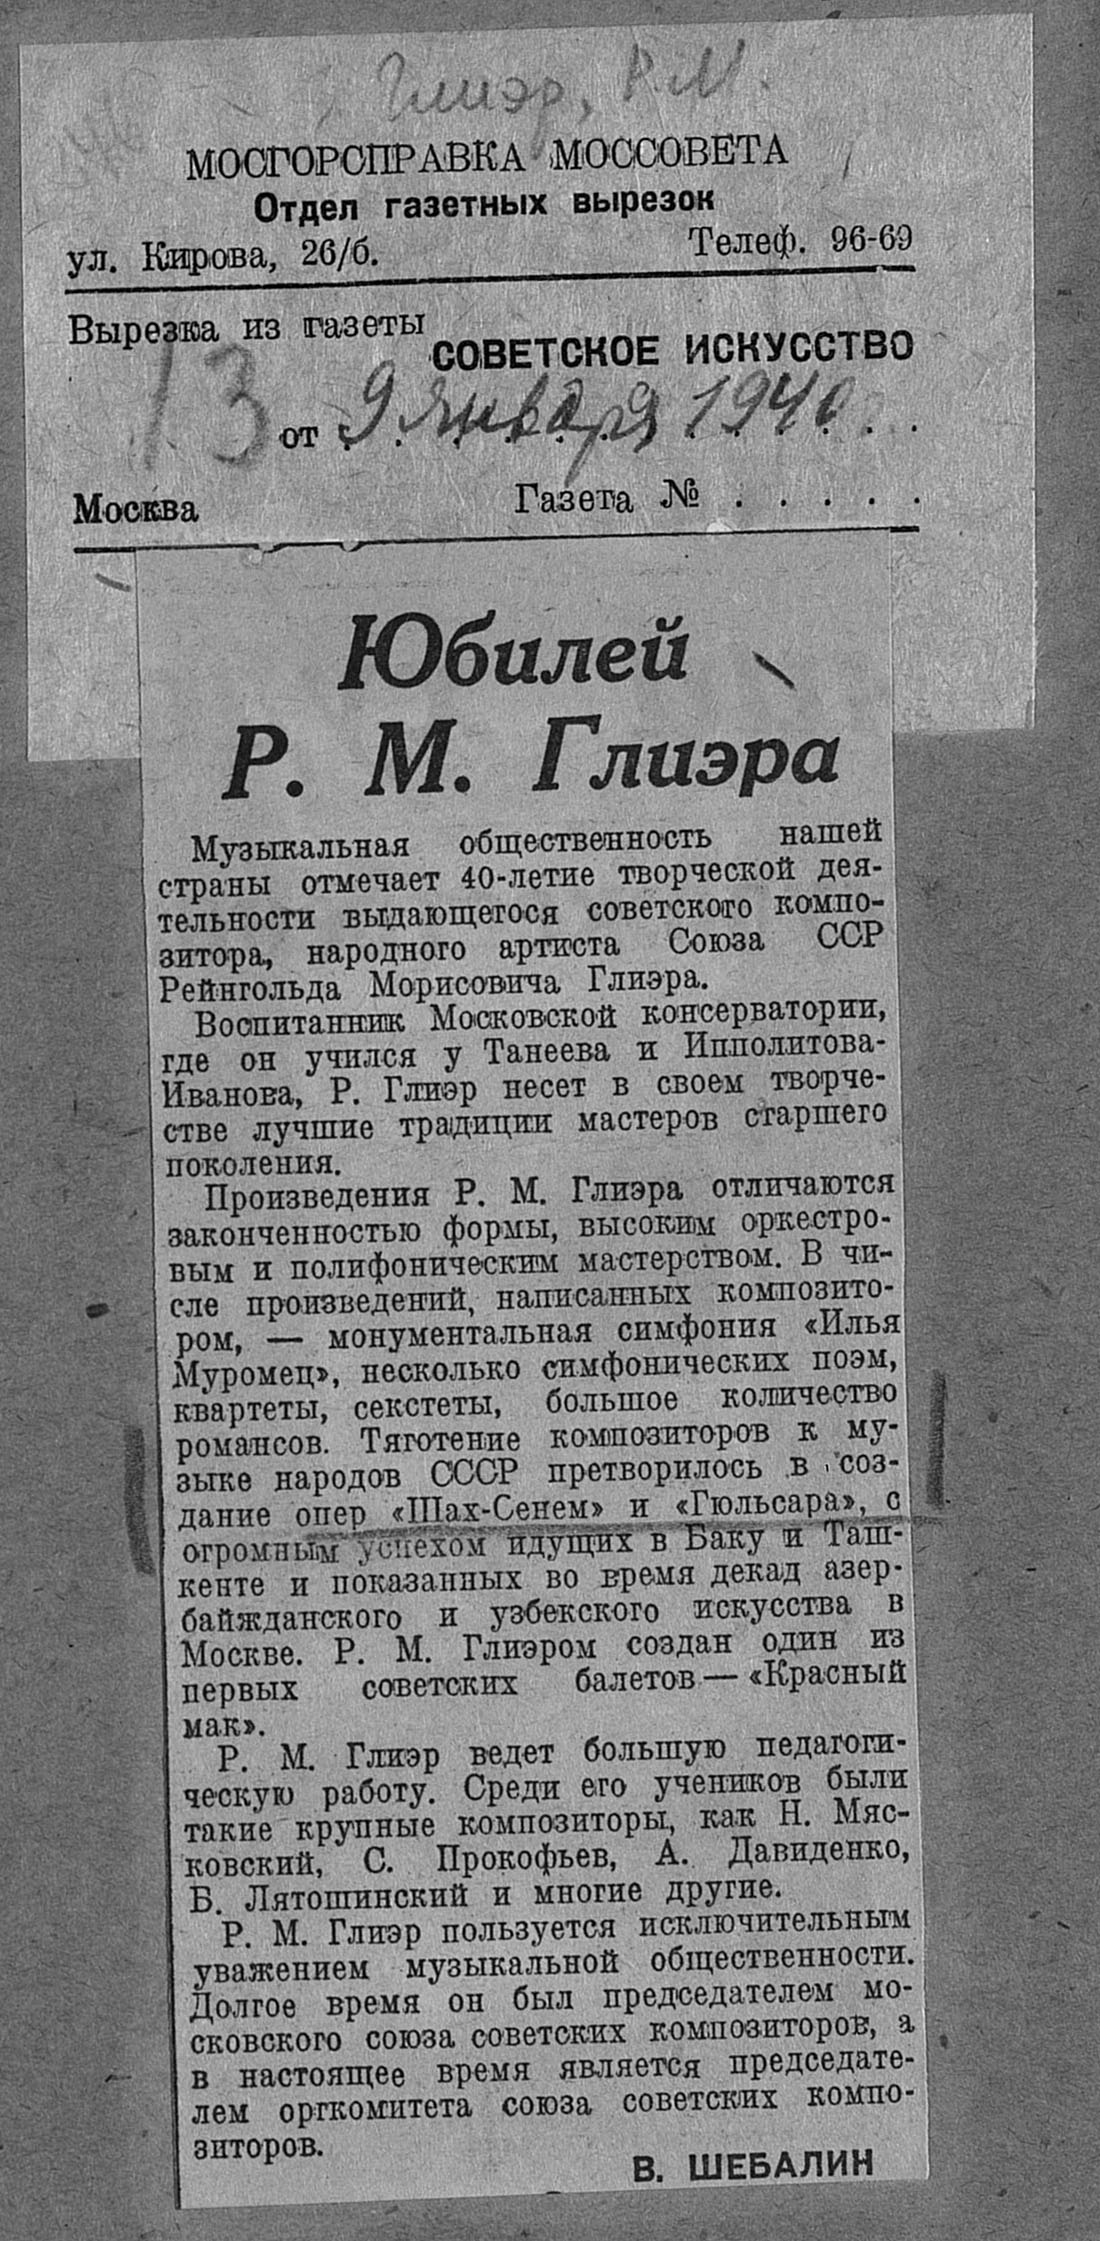 Глиэр, Р.М.
МОСГОРСПРАВКА МОССОВЕТА
Отдел газетных вырезок
ул. Кирова, 26/б. Телеф. 96-69
Вырезка из газеты
СОВЕТСКОЕ ИСКУССТВО
13
от 9 января 1940
Москва Газета № . . . . .
Юбилей
Р. М. Глиэра
Музыкальная общественность нашей
страны отмечает 40-летие творческой дея-
тельности выдающегося советского компо-
зитора, народного артиста Союза ССР
Рейнгольда Морисовича Глиэра.
Воспитанник Московской консерватории,
где он учился у Танеева и Ипполитова-
Иванова, Р. Глиэр несет в своем творче-
стве лучшие традиции мастеров старшего
поколения.
Произведения Р. М. Глиэра отличаются
законченностью формы, высоким оркестро-
вым и полифоническим мастерством. В чи-
сле произведений, написанных композито-
ром, — монументальная симфония «Илья
Муромец», несколько симфонических поэм,
квартеты, секстеты, большое количество
романсов. Тяготение композиторов к му-
зыке народов СССР претворилось в соз-
дание опер «Шах-Сенем» и «Гюльсара», с
огромным успехом идущих в Баку и Таш-
кенте и показанных во время декад азер-
байжданского и узбекского искусства в
Москве. Р. М. Глиэром создан один из
первых советских балетов — «Красный
мак».
Р. М. Глиэр ведет большую педагоги-
ческую работу. Среди его учеников были
такие крупные композиторы, как Н. Мяс-
ковский, С. Прокофьев, А. Давиденко,
Б. Лятошинский и многие другие.
Р. М. Глиэр пользуется исключительным
уважением музыкальной общественности.
Долгое время он был председателем мо-
сковского союза советских композиторов, а
в настоящее время является председате-
лем оргкомитета союза советских компо-
зиторов.
В. ШЕБАЛИН